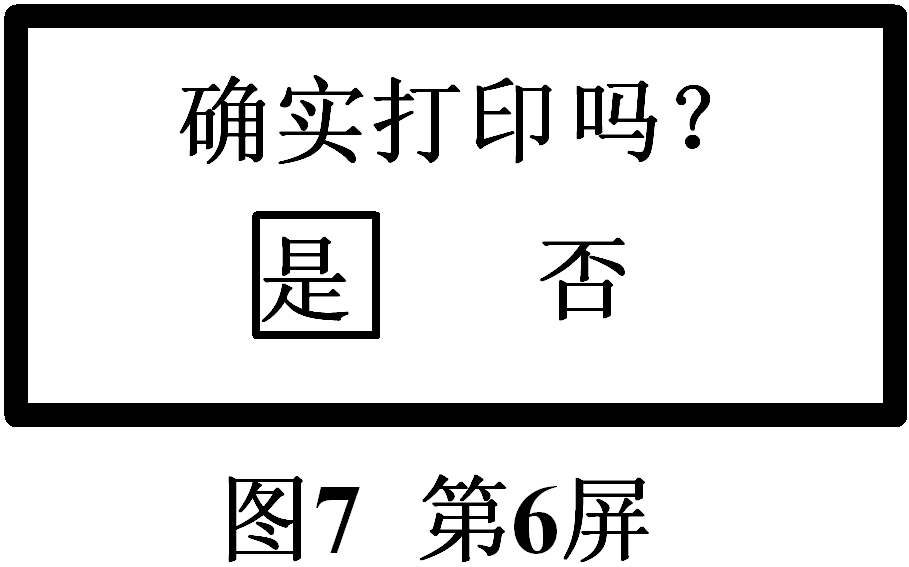 确实打印吗？
是 否
图7 第6屏